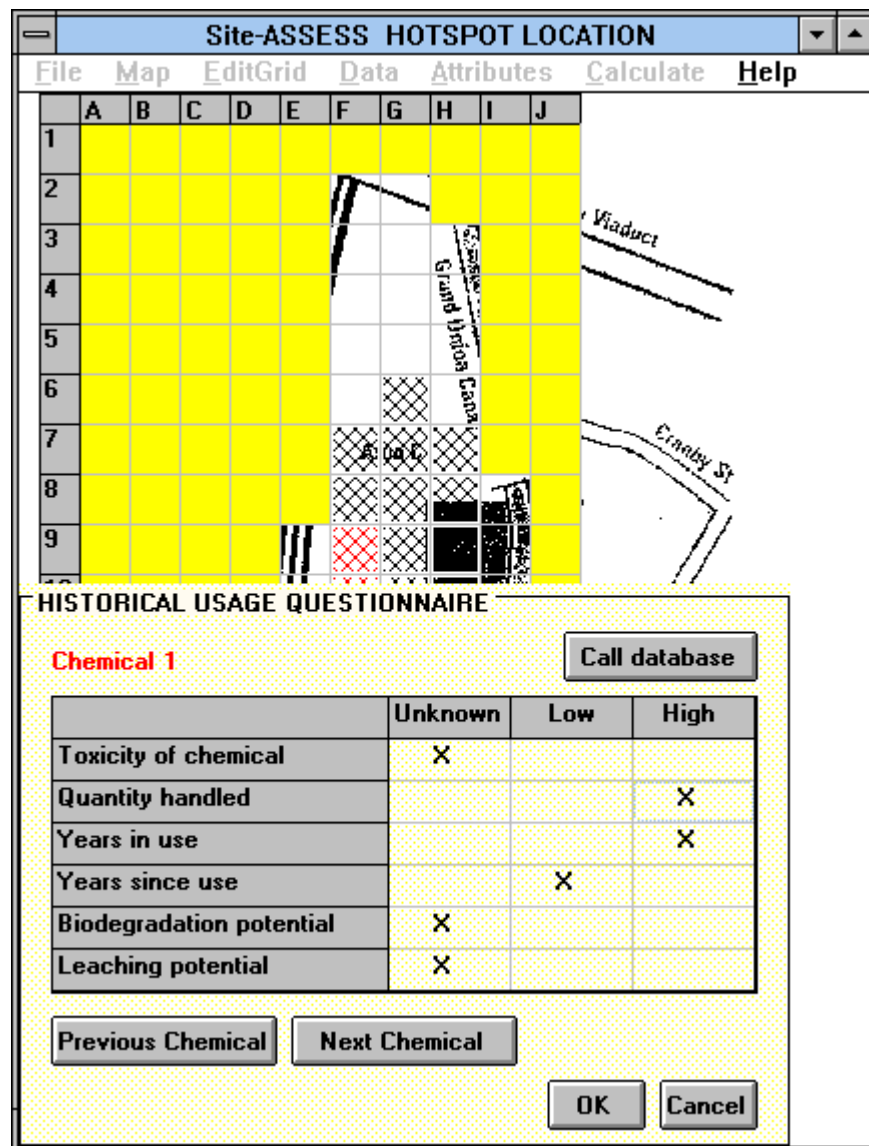 Site-ASSESS HOTSPOT LOCATION
File Map EditGrid Data Attributes Calculate Help
A B C D E F G H I J
1
2
3
4
5
6
7
8
9
Viaduct
Grand Union Canal
Cranby St
HISTORICAL USAGE QUESTIONNAIRE
Chemical 1
Call database
Unknown Low High
Toxicity of chemical X
Quantity handled X
Years in use X
Years since use X
Biodegradation potential X
Leaching potential X
Previous Chemical Next Chemical
OK Cancel